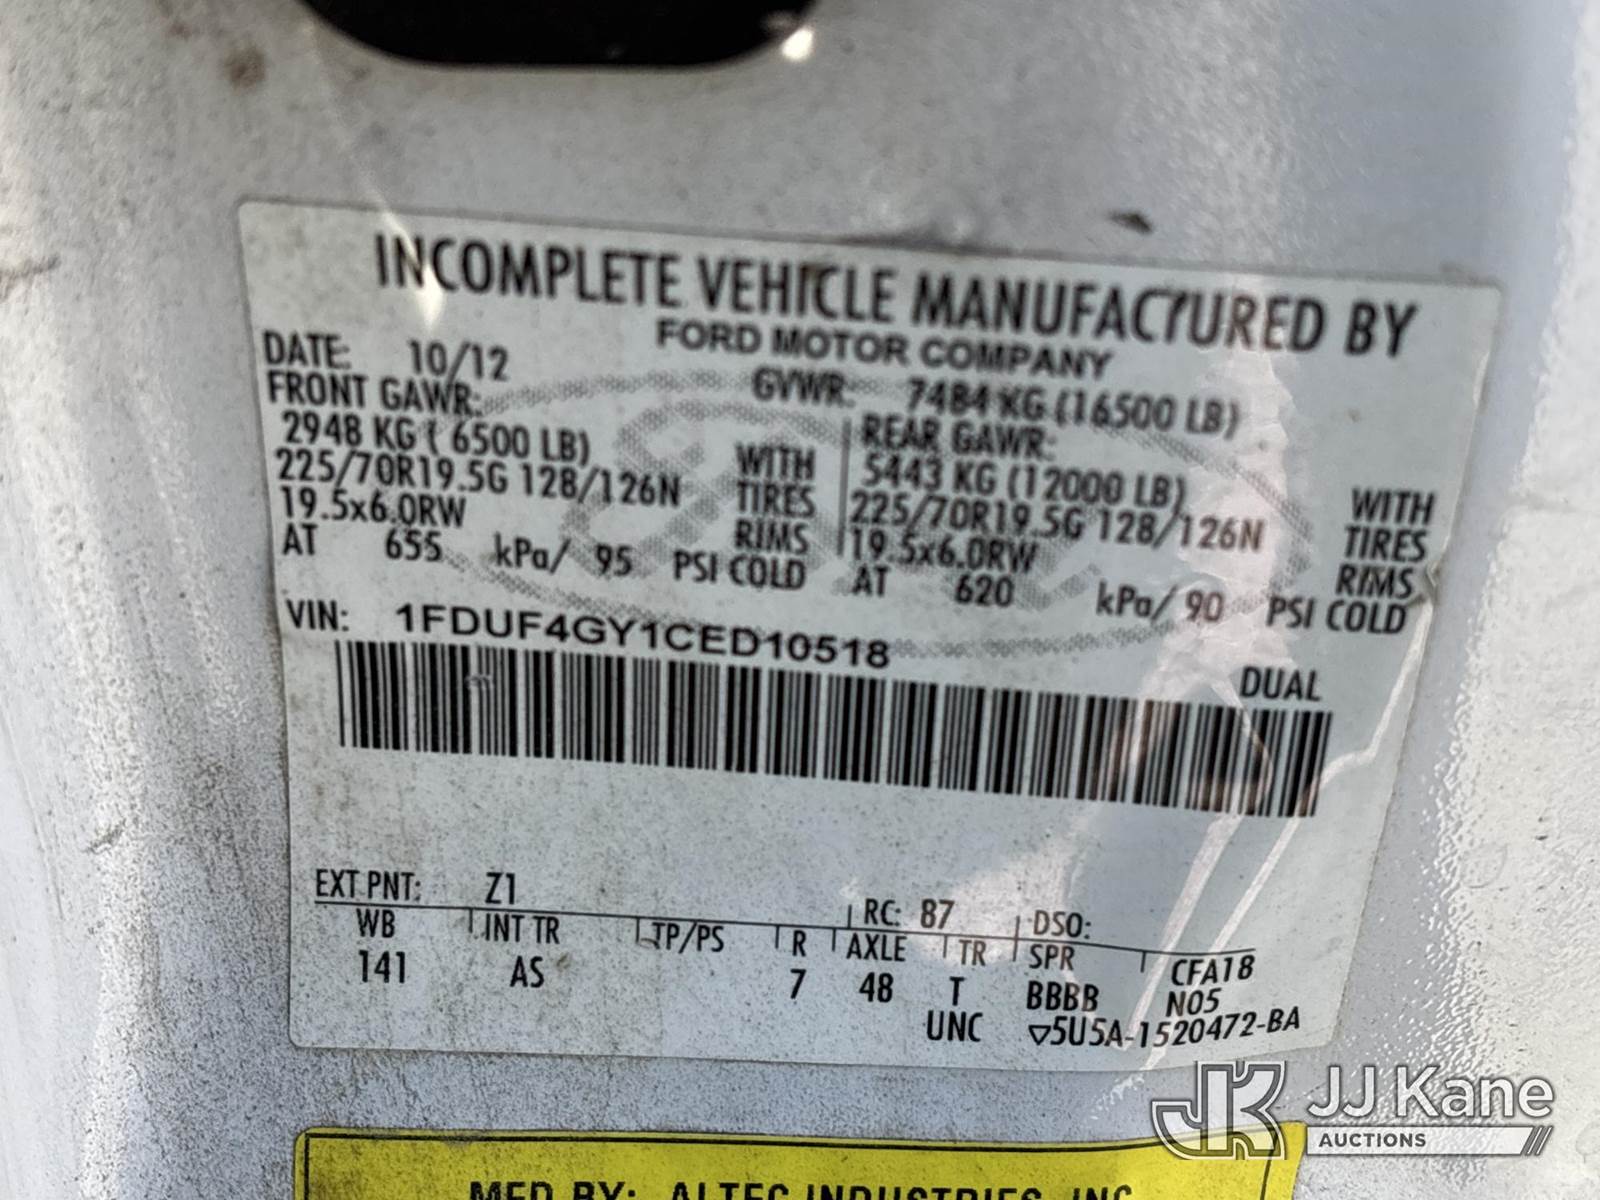 INCOMPLETE VEHICLE MANUFACTURED BY
FORD MOTOR COMPANY
DATE: 10/12 GVWR: 7484 KG (16500 LB)
FRONT GAWR: REAR GAWR:
2948 KG ( 6500 LB) WITH 5443 KG (12000 LB) WITH
225/70R19.5G 128/126N TIRES 225/70R19.5G 128/126N TIRES
19.5x6.0RW RIMS 19.5x6.0RW RIMS
AT 655 kPa/ 95 PSI COLD AT 620 kPa/ 90 PSI COLD
VIN: 1FDUF4GY1CED10518
DUAL
EXT PNT: Z1 RC: 87 DSO:
WB INT TR TP/PS R AXLE TR SPR CFA18
141 AS 7 48 T BBBB N05
UNC ▽5U5A-1520472-BA
MFD BY: ALTEC INDUSTRIES, INC
JK JJ Kane
AUCTIONS